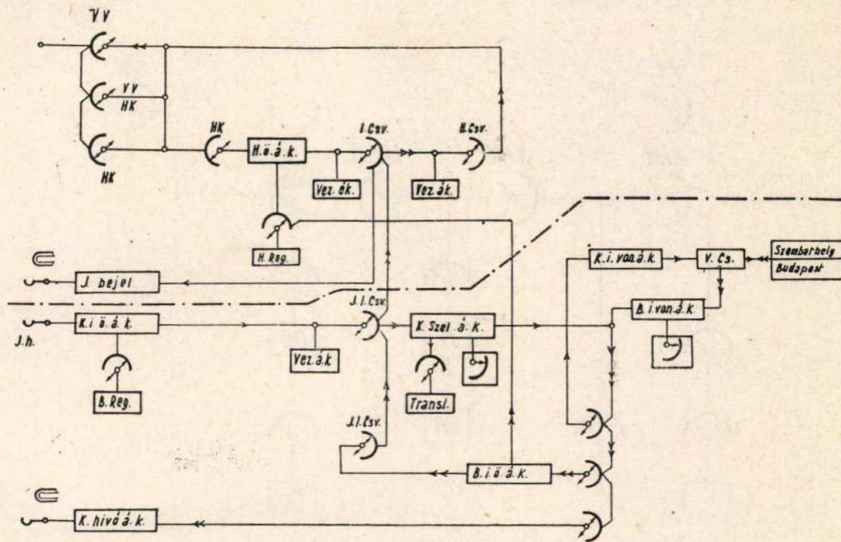 VV
VV
HK
HK
HK
H.ö.á.k.
I.Csv.
II.Csv.
Vez.ák.
Vez.ák.
H.Reg.
J. bejel
K.i.von.á.k.
V.Cs.
Szombathely
Budapest
B.i.von.á.k.
J.h.
K.i ö.á.k.
J.I.Csv.
K.Szel.á.k.
Vez.á.k
B.Reg.
Transl.
J.I.Csv.
B.i.ö.á.k.
K.hivó á.k.